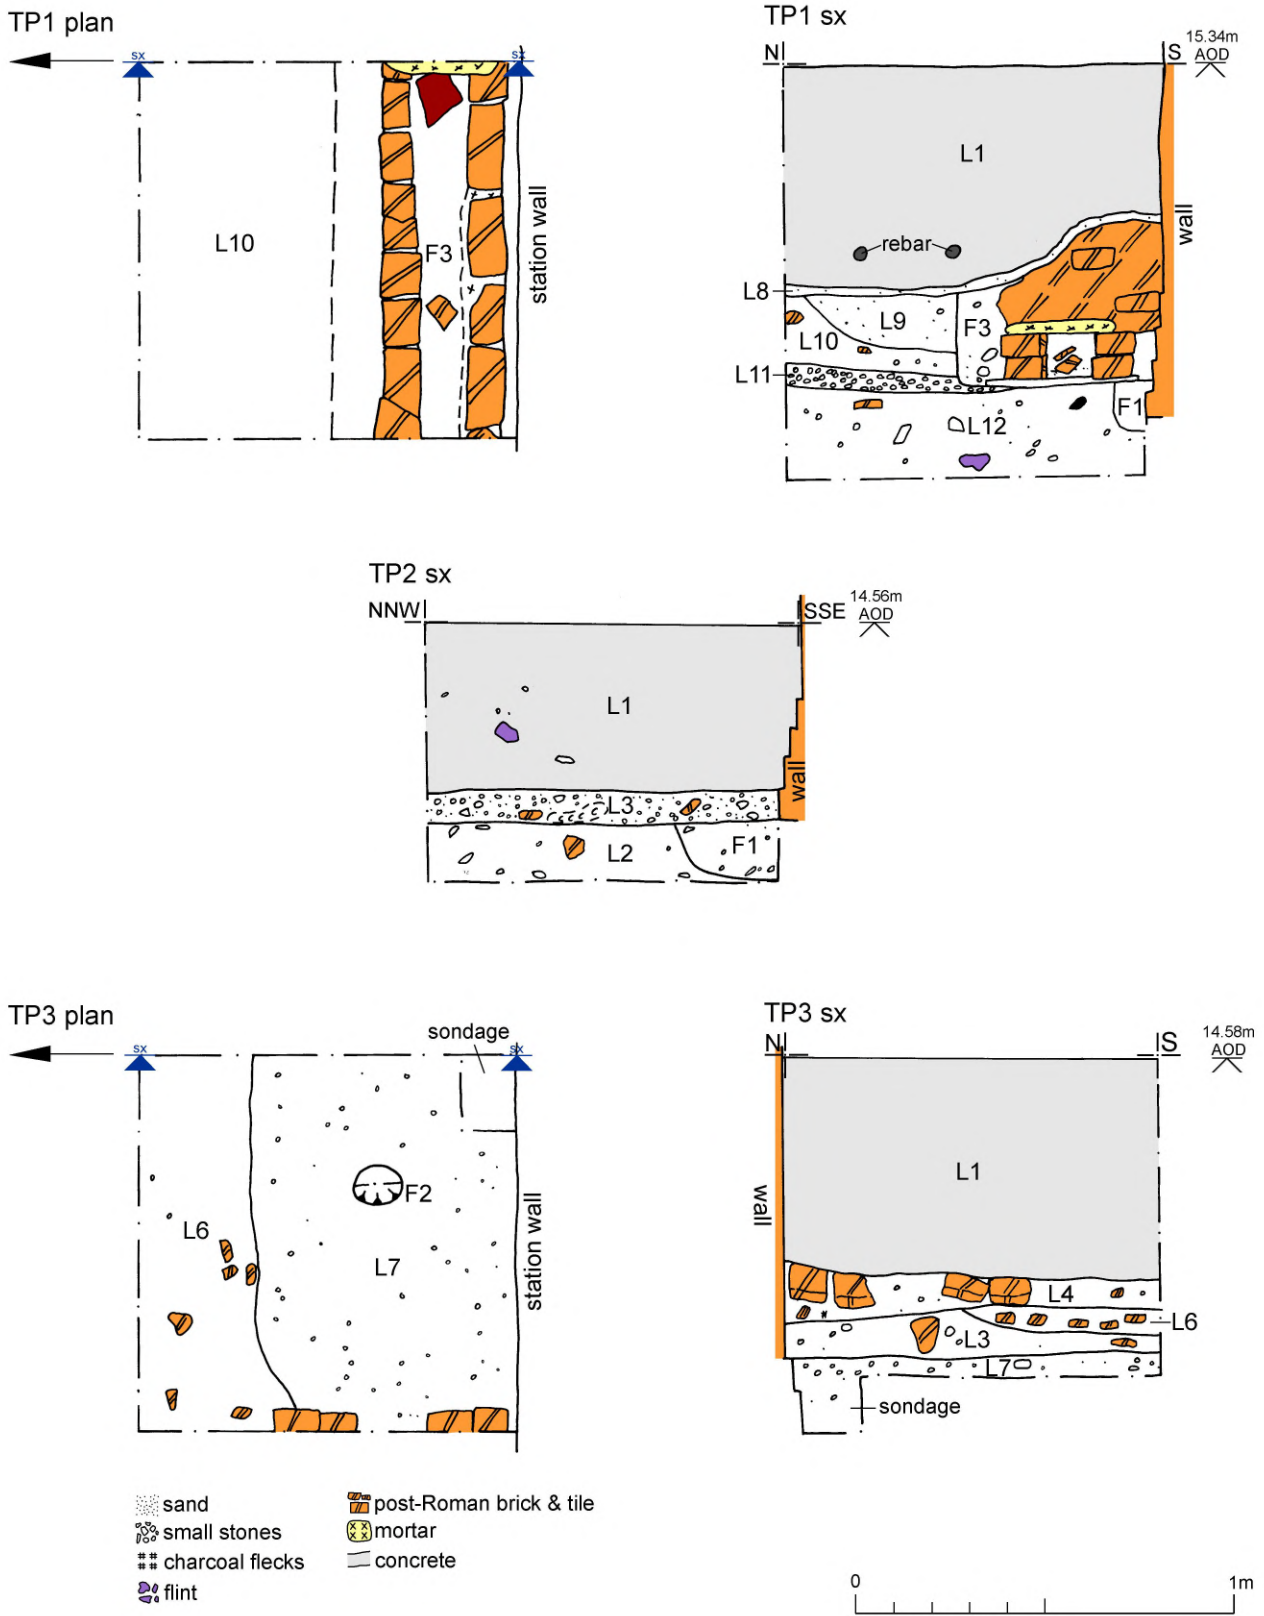 TP1 plan
sx
sx
L10
F3
station wall
TP1 sx
N
S
15.34m
AOD
L1
rebar
wall
L8
L9
F3
L10
L11
F1
L12
TP2 sx
NNW
SSE
14.56m
AOD
L1
wall
L3
L2
F1
TP3 plan
sondage
sx
sx
F2
L6
L7
station wall
TP3 sx
N
S
14.58m
AOD
L1
wall
L4
L6
L3
L7
sondage
sand
small stones
charcoal flecks
flint
post-Roman brick & tile
mortar
concrete
0
1m